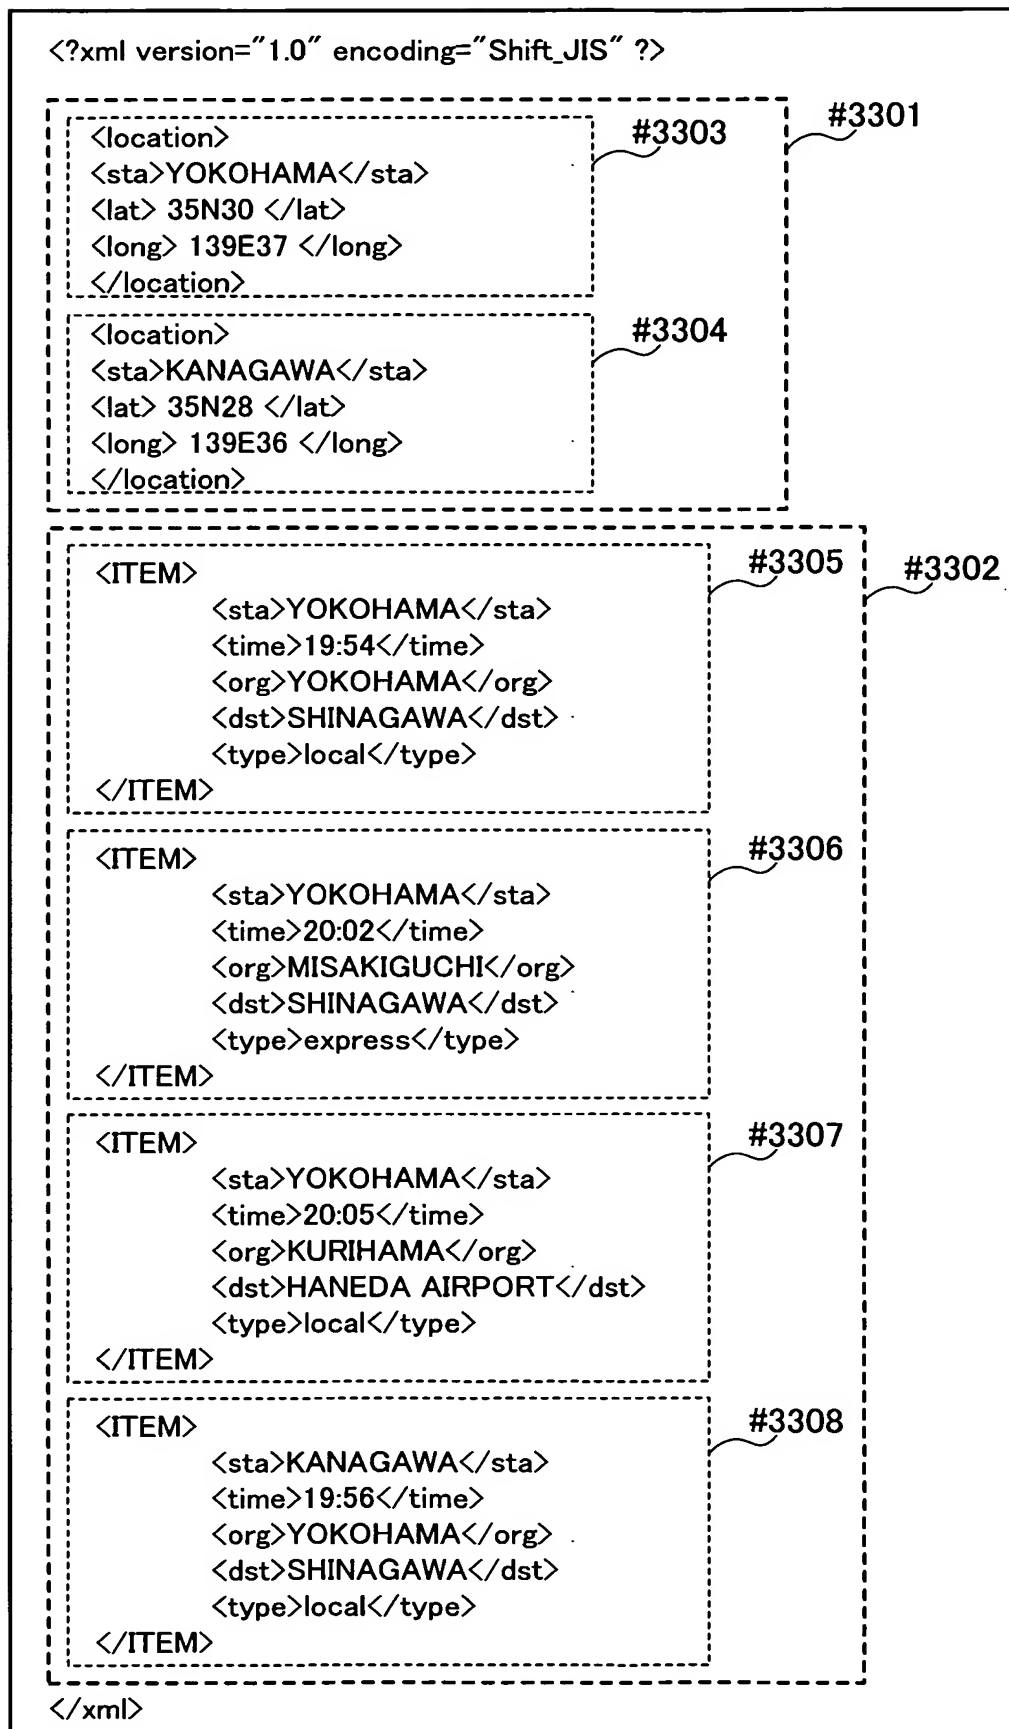 <?xml version="1.0" encoding="Shift_JIS" ?>
#3301
#3303
<location>
<sta>YOKOHAMA</sta>
<lat> 35N30 </lat>
<long> 139E37 </long>
</location>
#3304
<location>
<sta>KANAGAWA</sta>
<lat> 35N28 </lat>
<long> 139E36 </long>
</location>
#3302
#3305
<ITEM>
<sta>YOKOHAMA</sta>
<time>19:54</time>
<org>YOKOHAMA</org>
<dst>SHINAGAWA</dst>
<type>local</type>
</ITEM>
#3306
<ITEM>
<sta>YOKOHAMA</sta>
<time>20:02</time>
<org>MISAKIGUCHI</org>
<dst>SHINAGAWA</dst>
<type>express</type>
</ITEM>
#3307
<ITEM>
<sta>YOKOHAMA</sta>
<time>20:05</time>
<org>KURIHAMA</org>
<dst>HANEDA AIRPORT</dst>
<type>local</type>
</ITEM>
#3308
<ITEM>
<sta>KANAGAWA</sta>
<time>19:56</time>
<org>YOKOHAMA</org>
<dst>SHINAGAWA</dst>
<type>local</type>
</ITEM>
</xml>